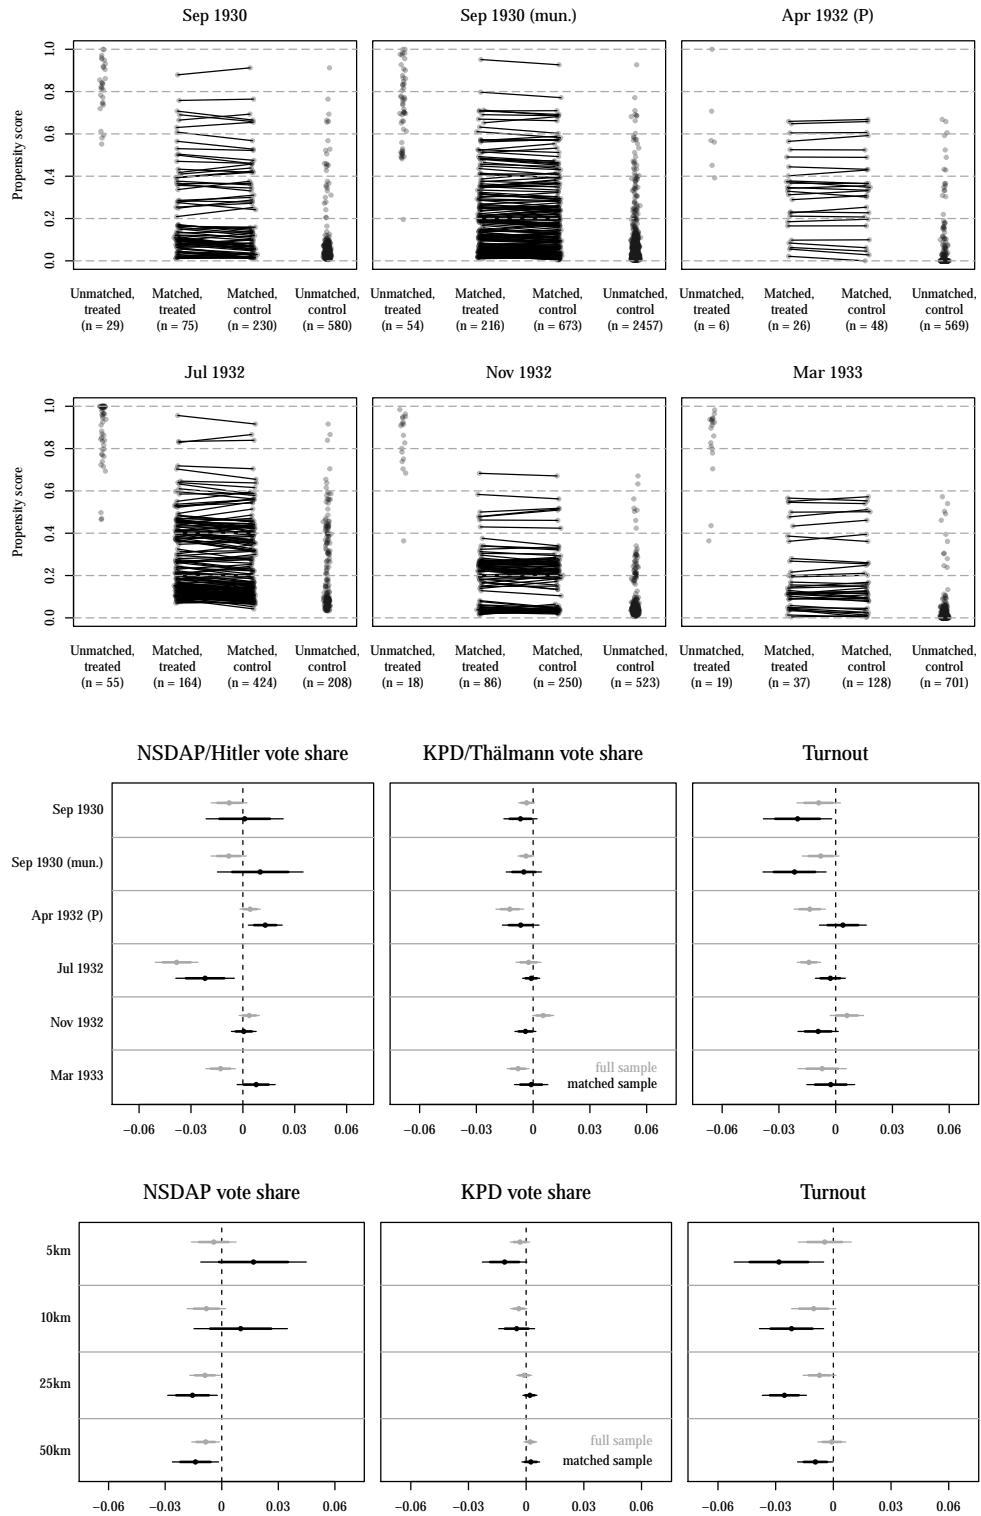 Sep 1930
Sep 1930 (mun.)
Apr 1932 (P)
Propensity score
1.0
0.8
0.6
0.4
0.2
0.0
Unmatched, treated (n = 29)
Matched, treated (n = 75)
Matched, control (n = 230)
Unmatched, control (n = 580)
Unmatched, treated (n = 54)
Matched, treated (n = 216)
Matched, control (n = 673)
Unmatched, control (n = 2457)
Unmatched, treated (n = 6)
Matched, treated (n = 26)
Matched, control (n = 48)
Unmatched, control (n = 569)
Jul 1932
Nov 1932
Mar 1933
Propensity score
1.0
0.8
0.6
0.4
0.2
0.0
Unmatched, treated (n = 55)
Matched, treated (n = 164)
Matched, control (n = 424)
Unmatched, control (n = 208)
Unmatched, treated (n = 18)
Matched, treated (n = 86)
Matched, control (n = 250)
Unmatched, control (n = 523)
Unmatched, treated (n = 19)
Matched, treated (n = 37)
Matched, control (n = 128)
Unmatched, control (n = 701)
NSDAP/Hitler vote share
KPD/Thälmann vote share
Turnout
Sep 1930
Sep 1930 (mun.)
Apr 1932 (P)
Jul 1932
Nov 1932
Mar 1933
full sample
matched sample
−0.06 −0.03 0 0.03 0.06
−0.06 −0.03 0 0.03 0.06
−0.06 −0.03 0 0.03 0.06
NSDAP vote share
KPD vote share
Turnout
5km
10km
25km
50km
full sample
matched sample
−0.06 −0.03 0 0.03 0.06
−0.06 −0.03 0 0.03 0.06
−0.06 −0.03 0 0.03 0.06